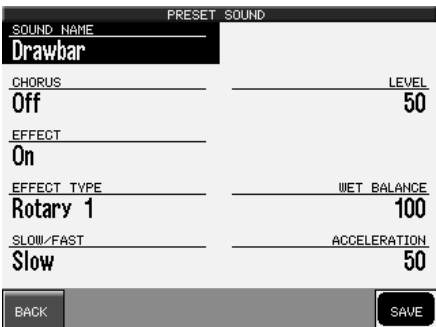 PRESET SOUND
SOUND NAME
Drawbar
CHORUS LEVEL
Off 50
EFFECT
On
EFFECT TYPE WET BALANCE
Rotary 1 100
SLOW/FAST ACCELERATION
Slow 50
BACK SAVE